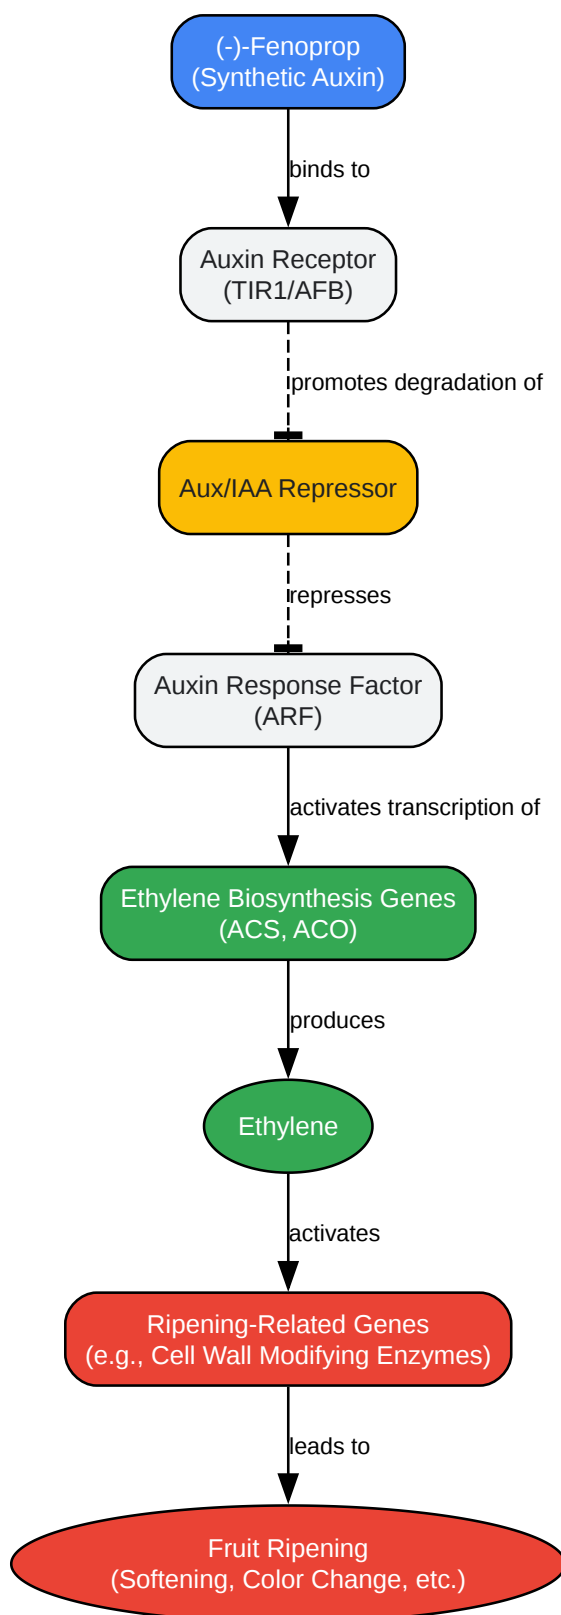 (-)-Fenoprop
(Synthetic Auxin)
binds to
Auxin Receptor
(TIR1/AFB)
promotes degradation of
Aux/IAA Repressor
represses
Auxin Response Factor
(ARF)
activates transcription of
Ethylene Biosynthesis Genes
(ACS, ACO)
produces
Ethylene
activates
Ripening-Related Genes
(e.g., Cell Wall Modifying Enzymes)
leads to
Fruit Ripening
(Softening, Color Change, etc.)